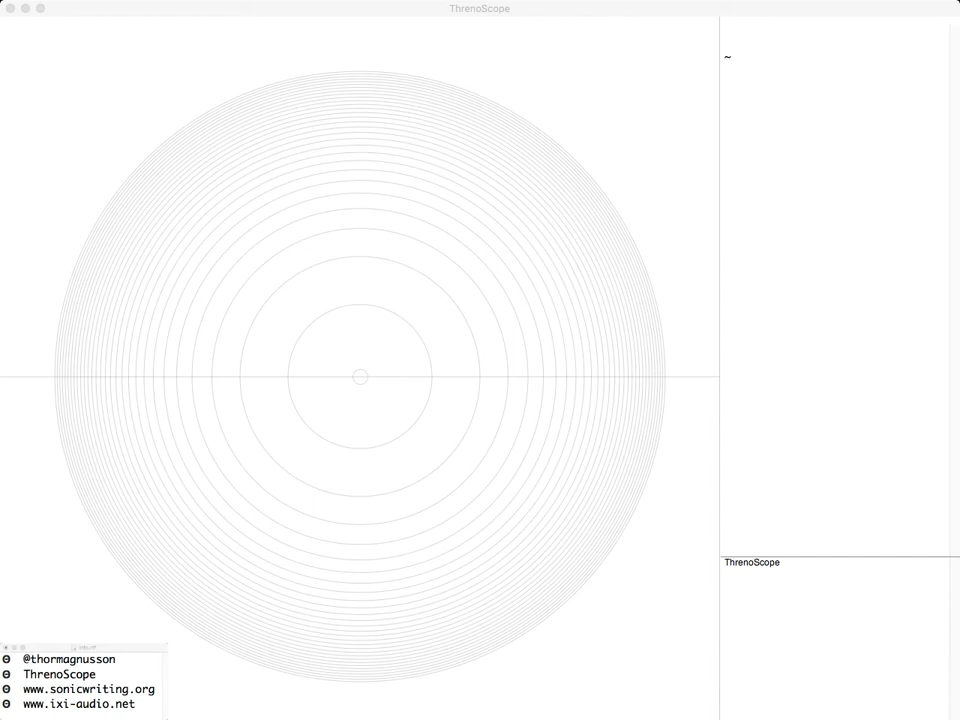 ThrenoScope
~
ThrenoScope
Θ @thormagnusson
Θ ThrenoScope
Θ www.sonicwriting.org
Θ www.ixi-audio.net